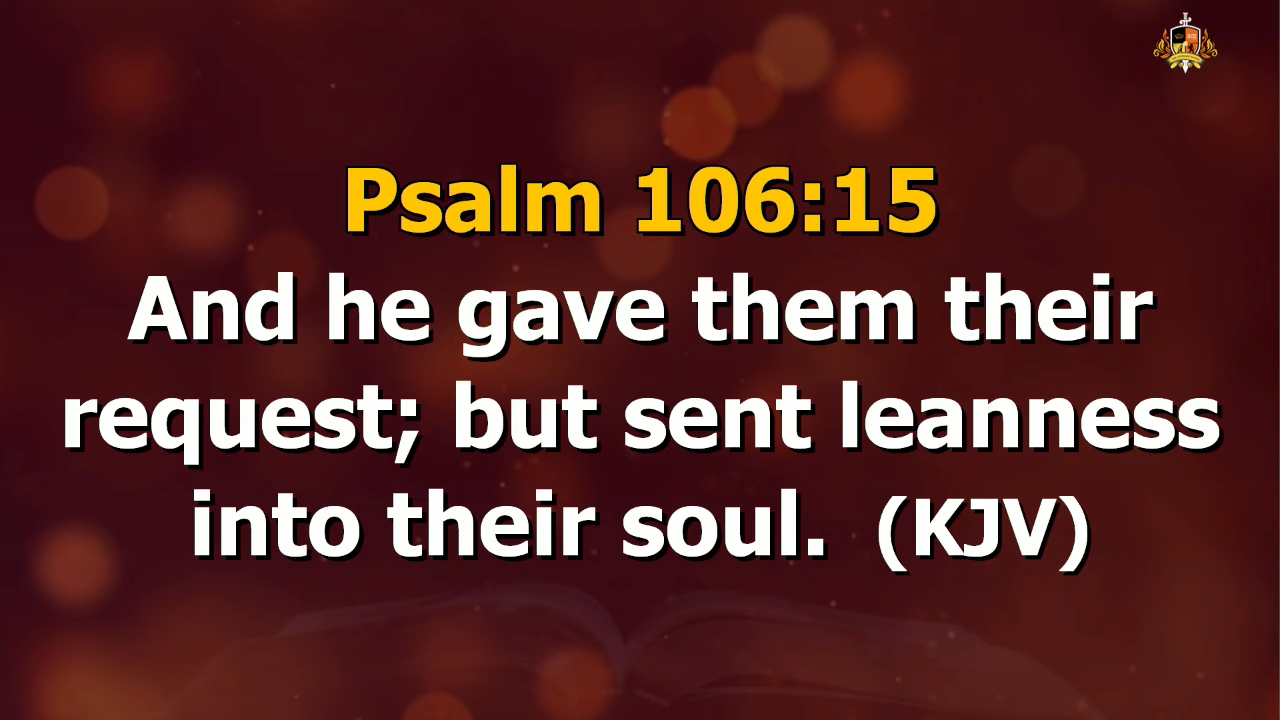 Psalm 106:15
And he gave them their
request; but sent leanness
into their soul. (KJV)